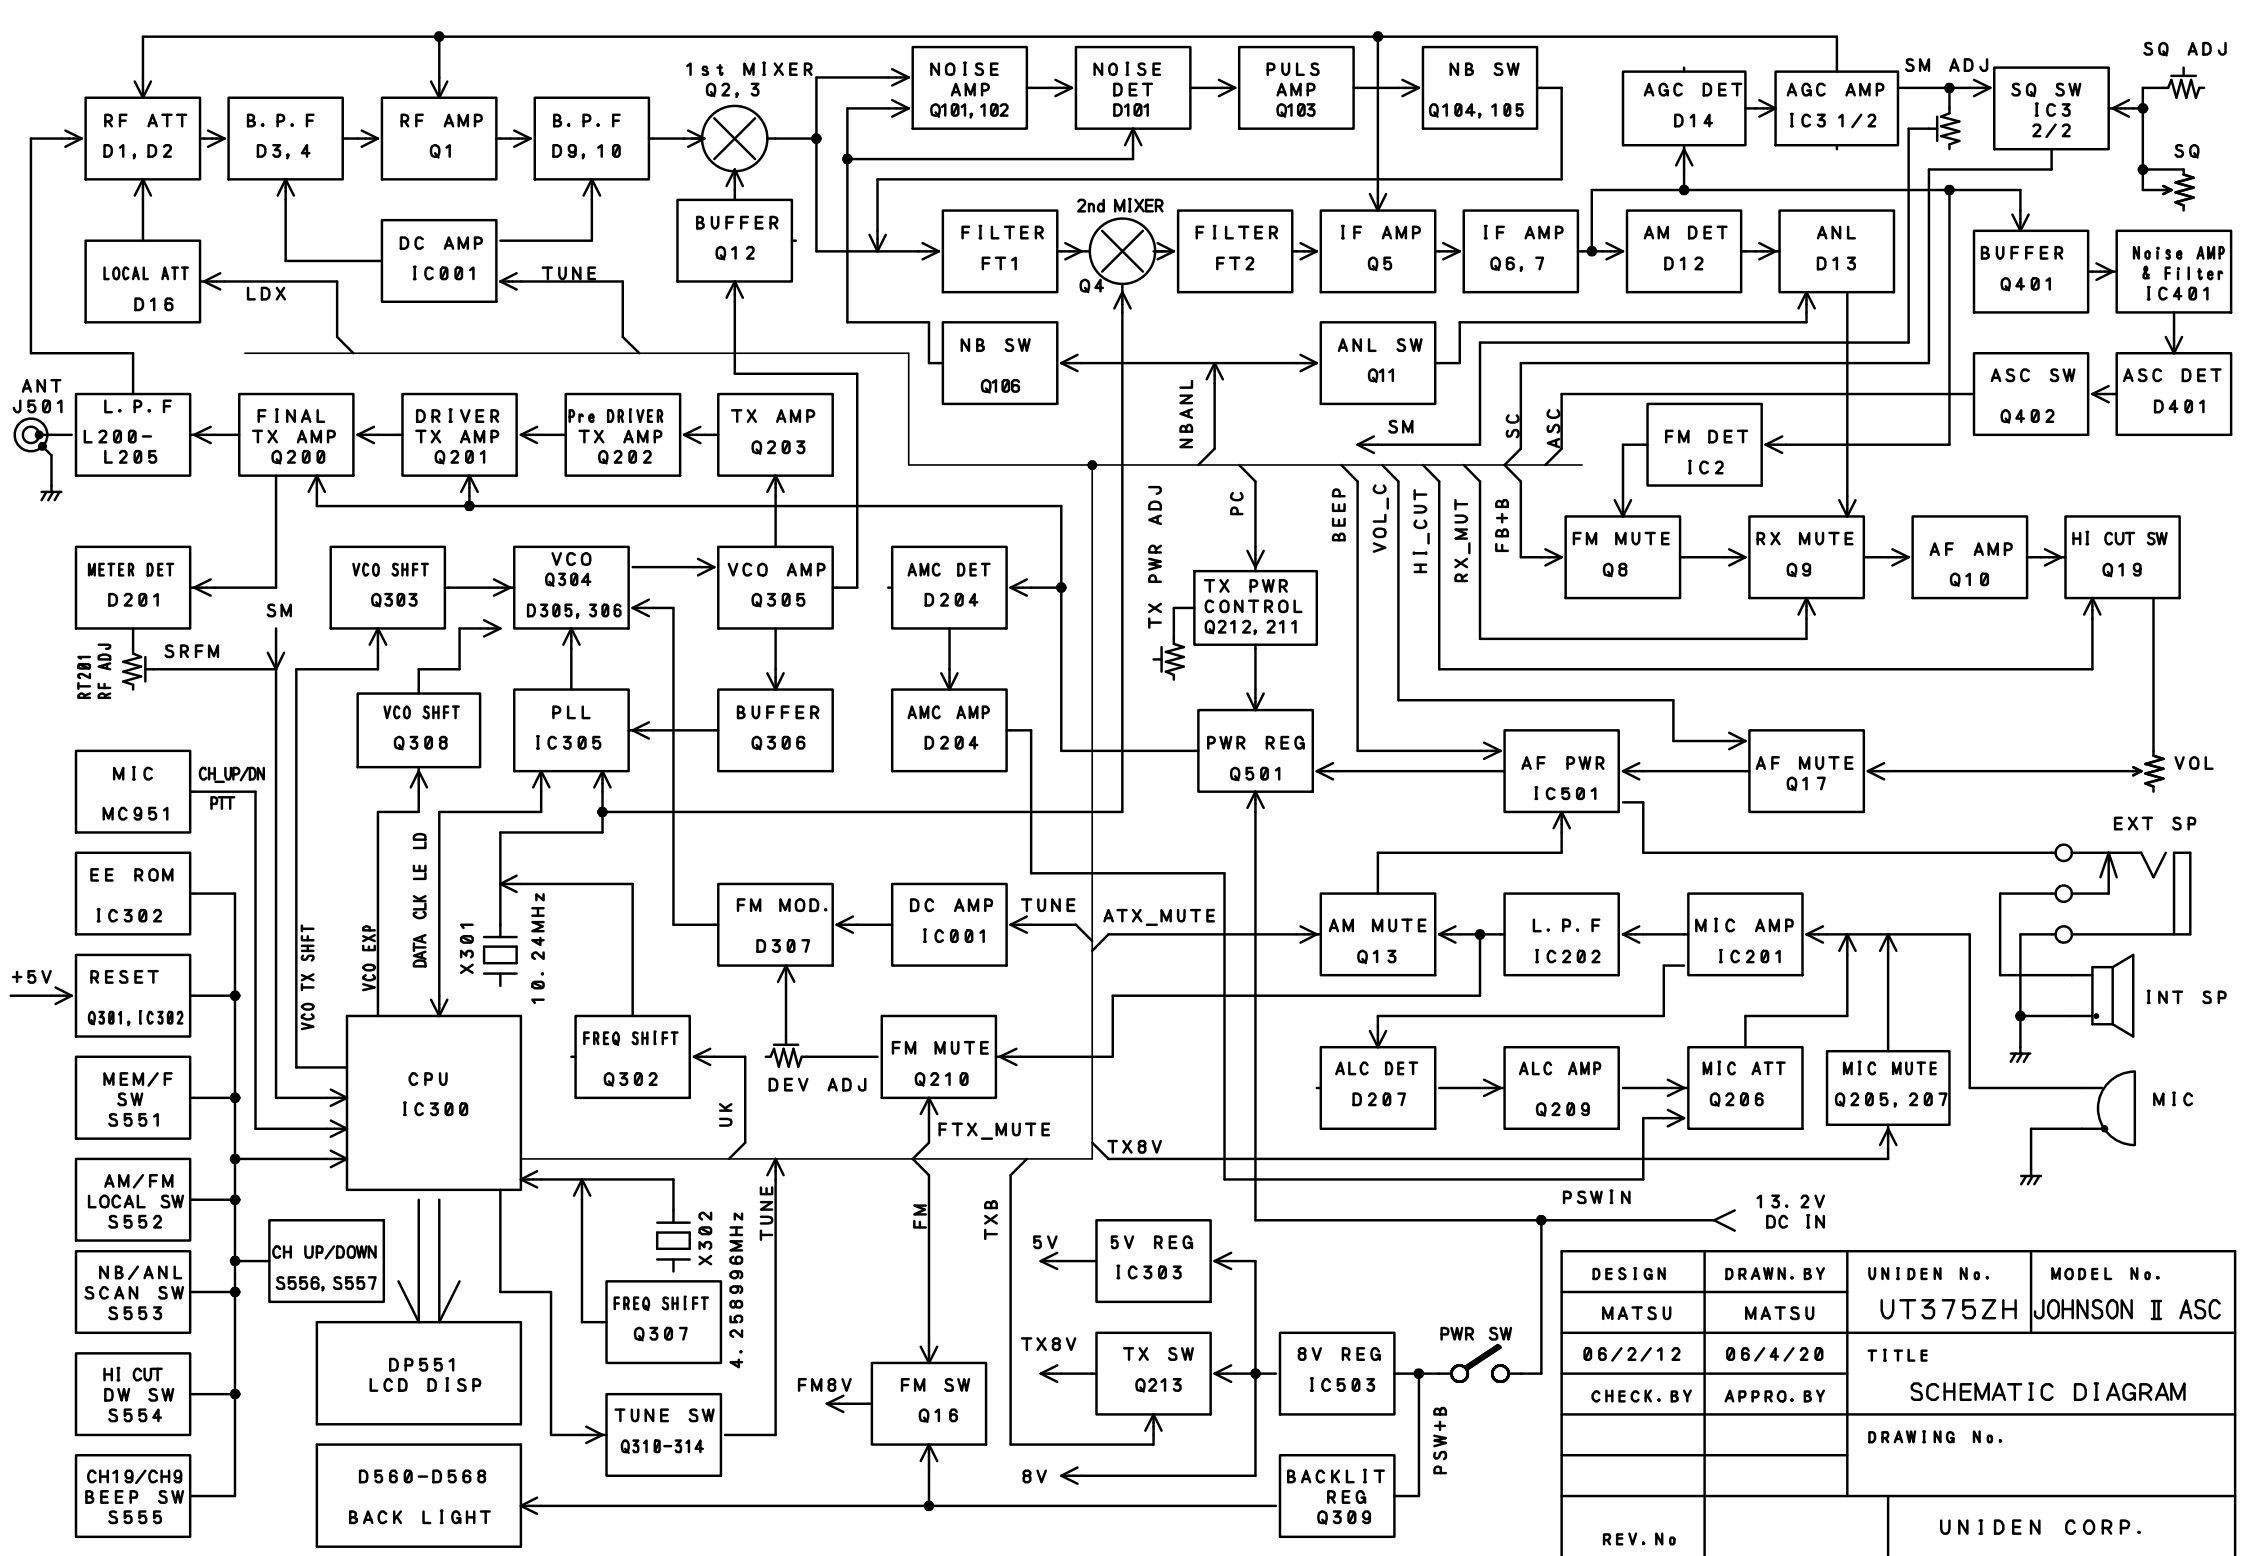 1st MIXER
Q2, 3
NOISE
AMP
Q101, 102
NOISE
DET
D101
PULS
AMP
Q103
NB SW
Q104, 105
AGC DET
D14
AGC AMP
IC3 1/2
SM ADJ
SQ SW
IC3
2/2
SQ ADJ
SQ
RF ATT
D1, D2
B. P. F
D3, 4
RF AMP
Q1
B. P. F
D9, 10
BUFFER
Q12
LOCAL ATT
D16
LDX
DC AMP
IC001
TUNE
FILTER
FT1
2nd MIXER
Q4
FILTER
FT2
IF AMP
Q5
IF AMP
Q6, 7
AM DET
D12
ANL
D13
BUFFER
Q401
Noise AMP
& Filter
IC401
NB SW
Q106
NBANL
ANL SW
Q11
SM
SC
ASC
ASC SW
Q402
ASC DET
D401
FM DET
IC2
ANT
J501
L. P. F
L200-
L205
FINAL
TX AMP
Q200
DRIVER
TX AMP
Q201
Pre DRIVER
TX AMP
Q202
TX AMP
Q203
TX PWR ADJ
PC
BEEP
VOL_C
HI_CUT
RX_MUT
FB+B
FM MUTE
Q8
RX MUTE
Q9
AF AMP
Q10
HI CUT SW
Q19
METER DET
D201
SM
SRFM
RT201
RF ADJ
VCO SHFT
Q303
VCO
Q304
D305, 306
VCO AMP
Q305
AMC DET
D204
TX PWR
CONTROL
Q212, 211
VCO SHFT
Q308
PLL
IC305
BUFFER
Q306
AMC AMP
D204
PWR REG
Q501
AF PWR
IC501
AF MUTE
Q17
VOL
MIC
MC951
CH_UP/DN
PTT
EE ROM
IC302
+5V
RESET
Q301, IC302
VCO TX SHFT
VCO EXP
DATA CLK LE LD
X301
10. 24MHz
FM MOD.
D307
DC AMP
IC001
TUNE
ATX_MUTE
AM MUTE
Q13
L. P. F
IC202
MIC AMP
IC201
EXT SP
INT SP
MEM/F
SW
S551
CPU
IC300
FREQ SHIFT
Q302
UK
DEV ADJ
FM MUTE
Q210
FTX_MUTE
ALC DET
D207
ALC AMP
Q209
MIC ATT
Q206
MIC MUTE
Q205, 207
MIC
TX8V
AM/FM
LOCAL SW
S552
CH UP/DOWN
S556, S557
X302
4. 258996MHz
TUNE
FM
TXB
PSWIN
13. 2V
DC IN
NB/ANL
SCAN SW
S553
FREQ SHIFT
Q307
5V
5V REG
IC303
HI CUT
DW SW
S554
DP551
LCD DISP
TUNE SW
Q310-314
FM8V
FM SW
Q16
TX8V
TX SW
Q213
8V REG
IC503
PWR SW
PSW+B
8V
CH19/CH9
BEEP SW
S555
D560-D568
BACK LIGHT
BACKLIT
REG
Q309
DESIGN
DRAWN. BY
UNIDEN No.
MODEL No.
MATSU
MATSU
UT375ZH
JOHNSON II ASC
06/2/12
06/4/20
TITLE
CHECK. BY
APPRO. BY
SCHEMATIC DIAGRAM
DRAWING No.
REV. No
UNIDEN CORP.